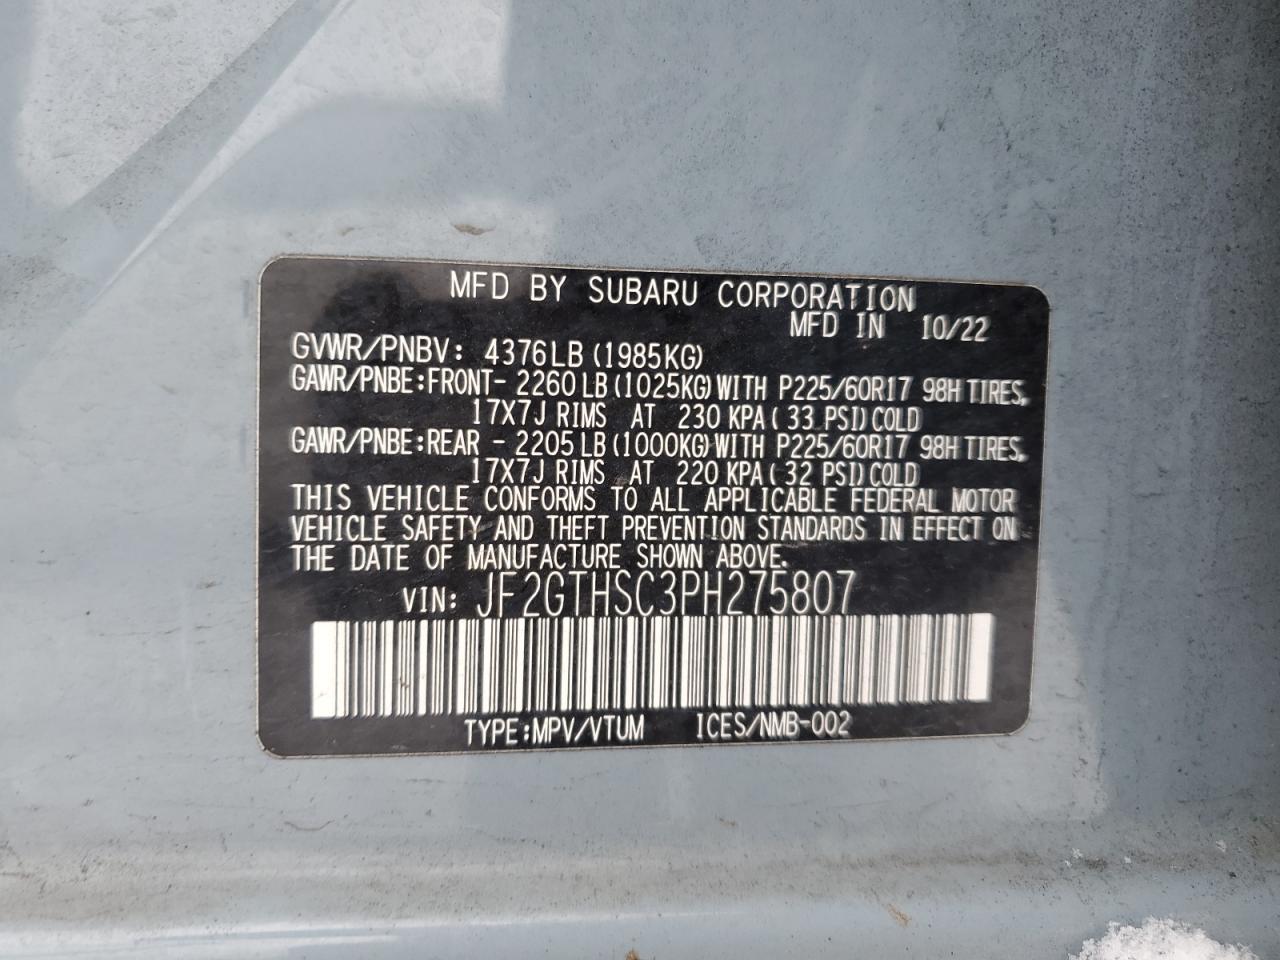 MFD BY SUBARU CORPORATION
MFD IN 10/22
GVWR/PNBV: 4376LB (1985KG)
GAWR/PNBE:FRONT- 2260 LB (1025KG) WITH P225/60R17 98H TIRES,
17X7J RIMS AT 230 KPA ( 33 PSI) COLD
GAWR/PNBE:REAR - 2205 LB (1000KG) WITH P225/60R17 98H TIRES,
17X7J RIMS AT 220 KPA ( 32 PSI) COLD
THIS VEHICLE CONFORMS TO ALL APPLICABLE FEDERAL MOTOR
VEHICLE SAFETY AND THEFT PREVENTION STANDARDS IN EFFECT ON
THE DATE OF MANUFACTURE SHOWN ABOVE.
VIN: JF2GTHSC3PH275807
TYPE:MPV/VTUM ICES/NMB-002